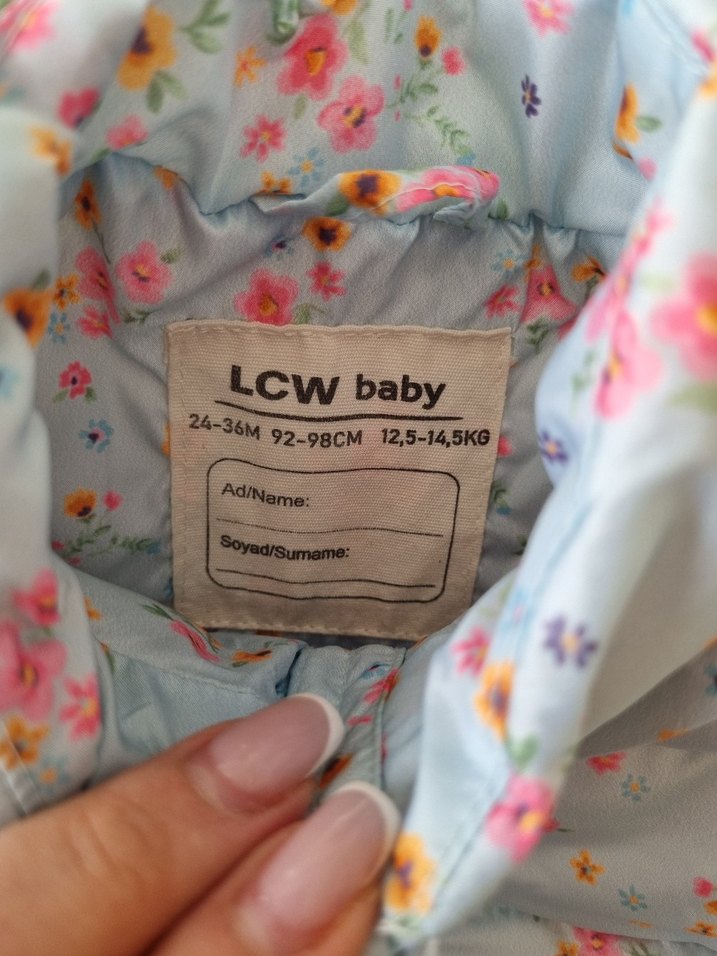 LCW baby
24-36M 92-98CM 12,5-14,5KG
Ad/Name:
Soyad/Surname: